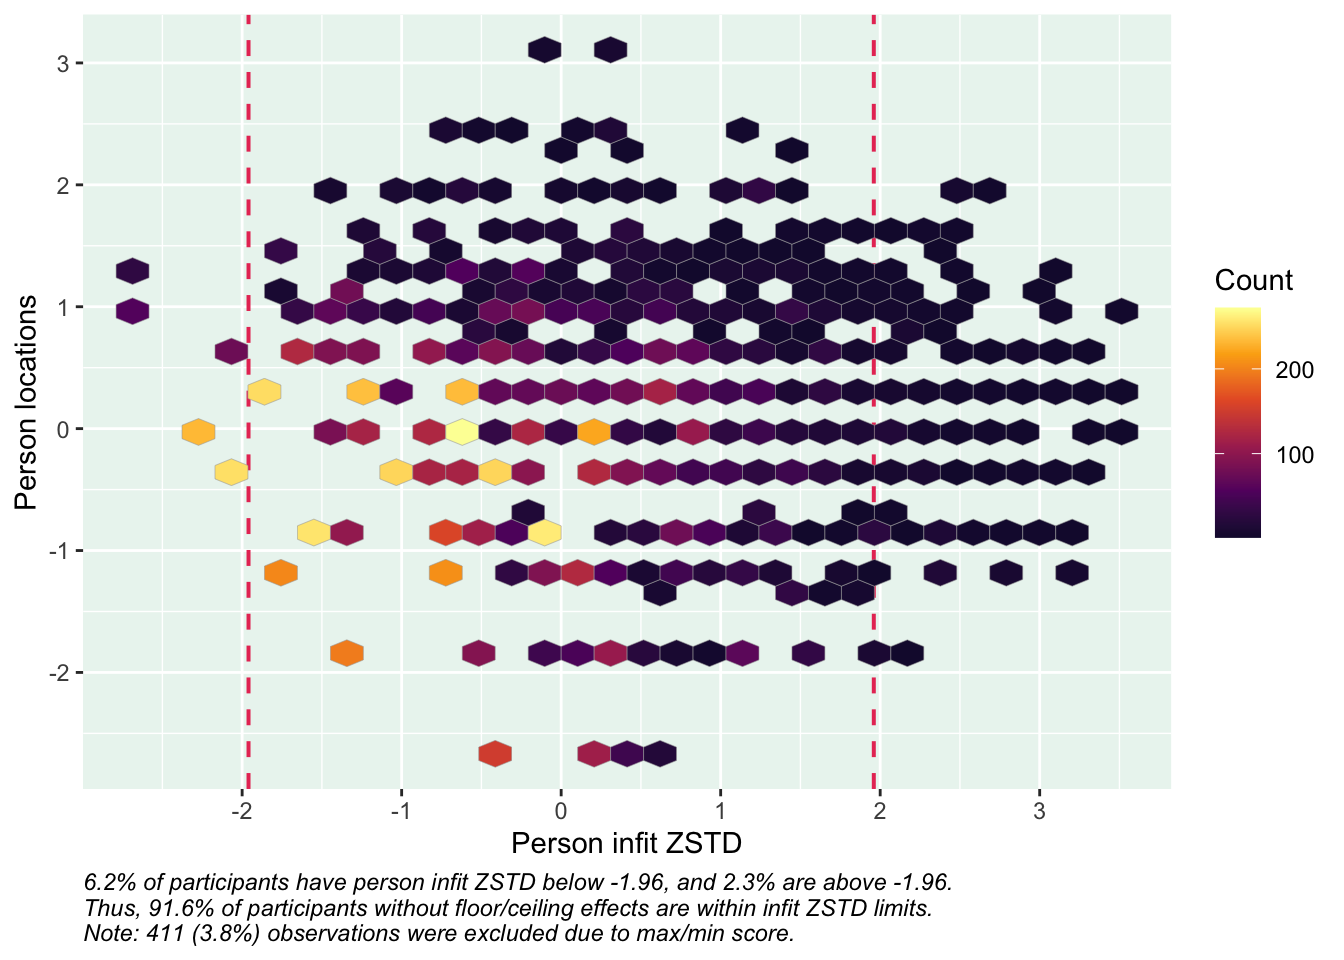 3
2
1
0
-1
-2
Person locations
-2 -1 0 1 2 3
Person infit ZSTD
Count
200
100
6.2% of participants have person infit ZSTD below -1.96, and 2.3% are above -1.96.
Thus, 91.6% of participants without floor/ceiling effects are within infit ZSTD limits.
Note: 411 (3.8%) observations were excluded due to max/min score.